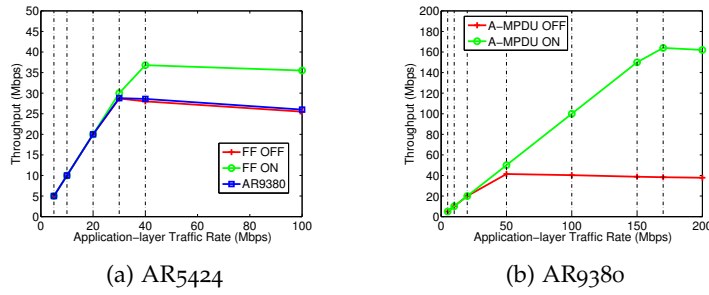 50
45
40
35
30
25
20
15
10
5
0
Throughput (Mbps)
FF OFF
FF ON
AR9380
0 20 40 60 80 100
Application−layer Traffic Rate (Mbps)
(a) AR5424
200
180
160
140
120
100
80
60
40
20
0
Throughput (Mbps)
A−MPDU OFF
A−MPDU ON
0 50 100 150 200
Application−layer Traffic Rate (Mbps)
(b) AR9380